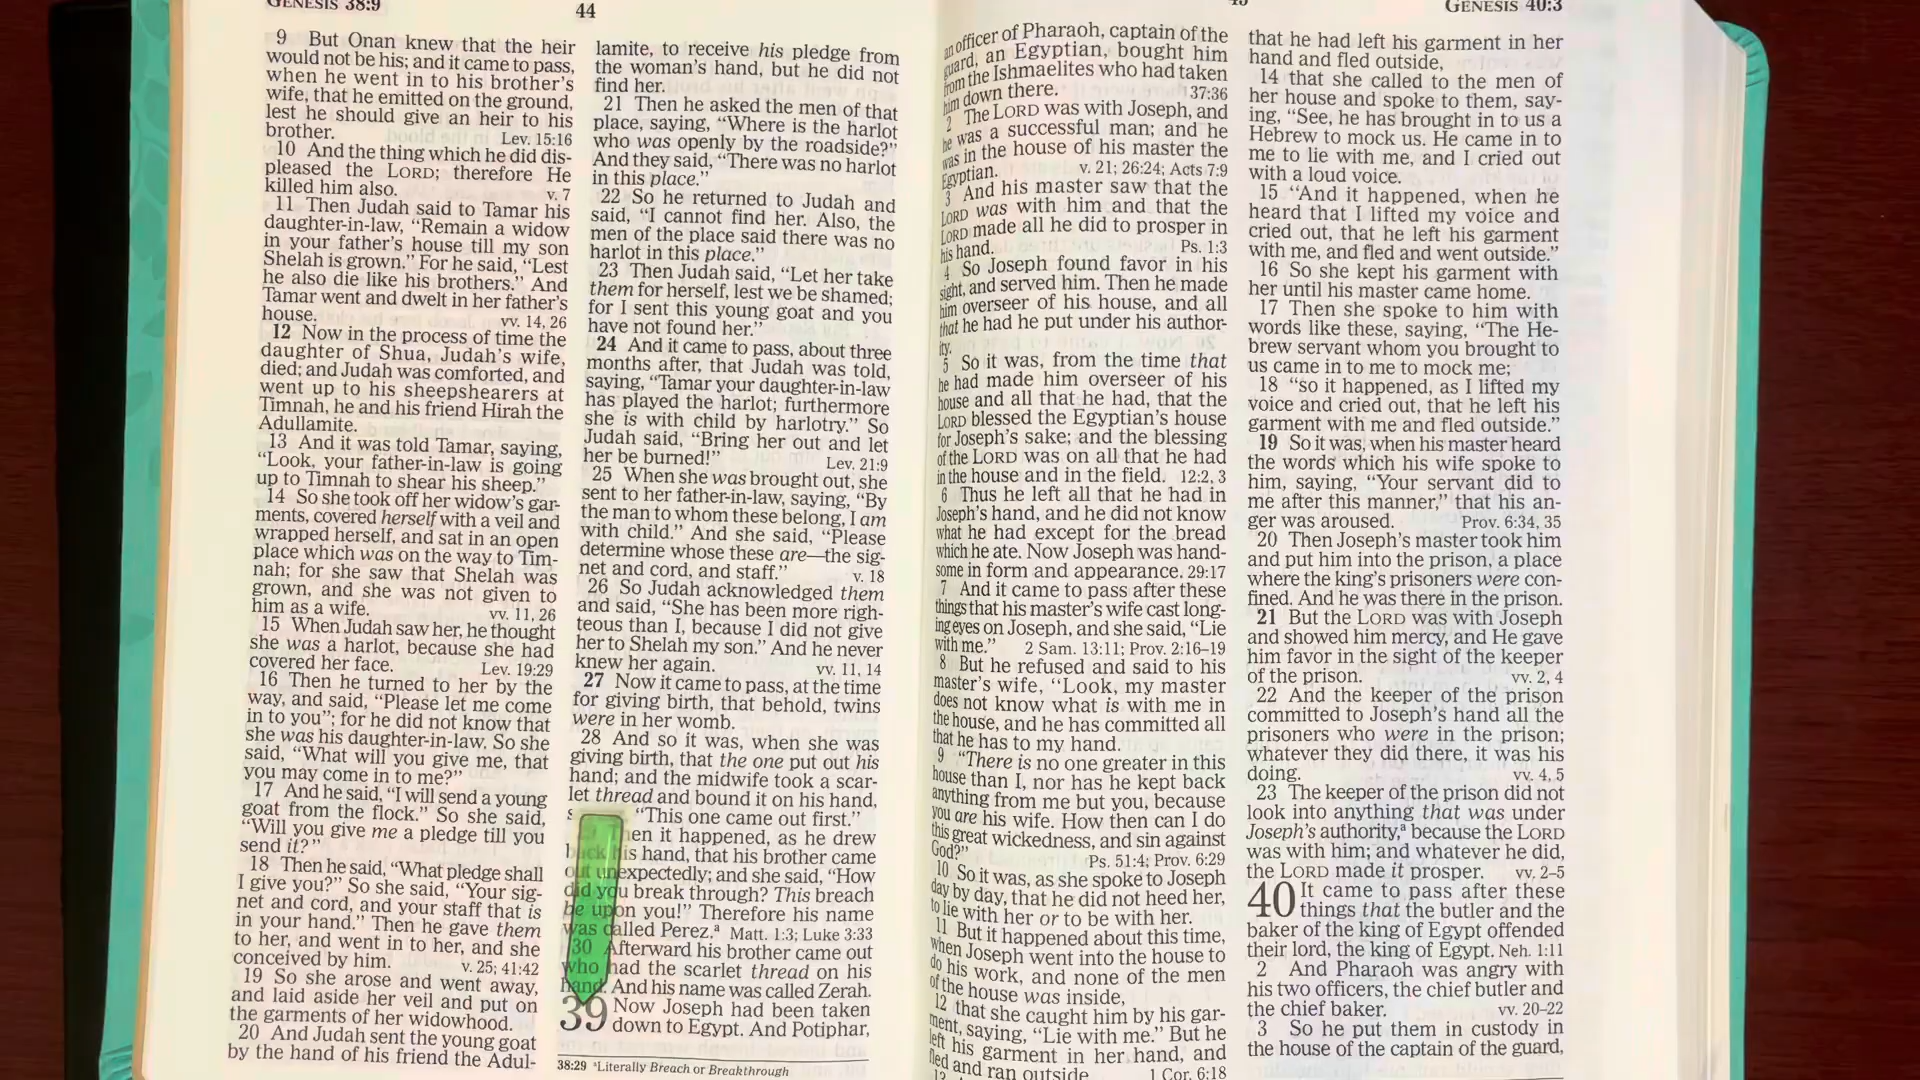 GENESIS 38:9
44
9 But Onan knew that the heir
would not be his; and it came to pass,
when he went in to his brother's
wife, that he emitted on the ground,
lest he should give an heir to his
brother. Lev. 15:16
10 And the thing which he did dis-
pleased the LORD; therefore He
killed him also. v. 7
11 Then Judah said to Tamar his
daughter-in-law, “Remain a widow
in your father's house till my son
Shelah is grown.” For he said, “Lest
he also die like his brothers.” And
Tamar went and dwelt in her father's
house. vv. 14, 26
12 Now in the process of time the
daughter of Shua, Judah's wife,
died; and Judah was comforted, and
went up to his sheepshearers at
Timnah, he and his friend Hirah the
Adullamite.
13 And it was told Tamar, saying,
“Look, your father-in-law is going
up to Timnah to shear his sheep.”
14 So she took off her widow's gar-
ments, covered herself with a veil and
wrapped herself, and sat in an open
place which was on the way to Tim-
nah; for she saw that Shelah was
grown, and she was not given to
him as a wife. vv. 11, 26
15 When Judah saw her, he thought
she was a harlot, because she had
covered her face. Lev. 19:29
16 Then he turned to her by the
way, and said, “Please let me come
in to you”; for he did not know that
she was his daughter-in-law. So she
said, “What will you give me, that
you may come in to me?”
17 And he said, “I will send a young
goat from the flock.” So she said,
“Will you give me a pledge till you
send it?”
18 Then he said, “What pledge shall
I give you?” So she said, “Your sig-
net and cord, and your staff that is
in your hand.” Then he gave them
to her, and went in to her, and she
conceived by him. v. 25; 41:42
19 So she arose and went away,
and laid aside her veil and put on
the garments of her widowhood.
20 And Judah sent the young goat
by the hand of his friend the Adul-
lamite, to receive his pledge from
the woman's hand, but he did not
find her.
21 Then he asked the men of that
place, saying, “Where is the harlot
who was openly by the roadside?”
And they said, “There was no harlot
in this place.”
22 So he returned to Judah and
said, “I cannot find her. Also, the
men of the place said there was no
harlot in this place.”
23 Then Judah said, “Let her take
them for herself, lest we be shamed;
for I sent this young goat and you
have not found her.”
24 And it came to pass, about three
months after, that Judah was told,
saying, “Tamar your daughter-in-law
has played the harlot; furthermore
she is with child by harlotry.” So
Judah said, “Bring her out and let
her be burned!” Lev. 21:9
25 When she was brought out, she
sent to her father-in-law, saying, “By
the man to whom these belong, I am
with child.” And she said, “Please
determine whose these are—the sig-
net and cord, and staff.” v. 18
26 So Judah acknowledged them
and said, “She has been more righ-
teous than I, because I did not give
her to Shelah my son.” And he never
knew her again. vv. 11, 14
27 Now it came to pass, at the time
for giving birth, that behold, twins
were in her womb.
28 And so it was, when she was
giving birth, that the one put out his
hand; and the midwife took a scar-
let thread and bound it on his hand,
“This one came out first.”
it happened, as he drew
back his hand, that his brother came
out unexpectedly; and she said, “How
did you break through? This breach
be upon you!” Therefore his name
was called Perez.ª Matt. 1:3; Luke 3:33
30 Afterward his brother came out
who had the scarlet thread on his
hand. And his name was called Zerah.
39 Now Joseph had been taken
down to Egypt. And Potiphar,
38:29 ªLiterally Breach or Breakthrough
an officer of Pharaoh, captain of the
guard, an Egyptian, bought him
from the Ishmaelites who had taken
him down there. 37:36
2 The LORD was with Joseph, and
he was a successful man; and he
was in the house of his master the
Egyptian. v. 21; 26:24; Acts 7:9
3 And his master saw that the
LORD was with him and that the
LORD made all he did to prosper in
his hand. Ps. 1:3
4 So Joseph found favor in his
sight, and served him. Then he made
him overseer of his house, and all
that he had he put under his author-
ity.
5 So it was, from the time that
he had made him overseer of his
house and all that he had, that the
LORD blessed the Egyptian's house
for Joseph's sake; and the blessing
of the LORD was on all that he had
in the house and in the field. 12:2, 3
6 Thus he left all that he had in
Joseph's hand, and he did not know
what he had except for the bread
which he ate. Now Joseph was hand-
some in form and appearance. 29:17
7 And it came to pass after these
things that his master's wife cast long-
ing eyes on Joseph, and she said, “Lie
with me.” 2 Sam. 13:11; Prov. 2:16–19
8 But he refused and said to his
master's wife, “Look, my master
does not know what is with me in
the house, and he has committed all
that he has to my hand.
9 “There is no one greater in this
house than I, nor has he kept back
anything from me but you, because
you are his wife. How then can I do
this great wickedness, and sin against
God?” Ps. 51:4; Prov. 6:29
10 So it was, as she spoke to Joseph
day by day, that he did not heed her,
to lie with her or to be with her.
11 But it happened about this time,
when Joseph went into the house to
do his work, and none of the men
of the house was inside,
12 that she caught him by his gar-
ment, saying, “Lie with me.” But he
left his garment in her hand, and
fled and ran outside. 1 Cor. 6:18
GENESIS 40:3
that he had left his garment in her
hand and fled outside,
14 that she called to the men of
her house and spoke to them, say-
ing, “See, he has brought in to us a
Hebrew to mock us. He came in to
me to lie with me, and I cried out
with a loud voice.
15 “And it happened, when he
heard that I lifted my voice and
cried out, that he left his garment
with me, and fled and went outside.”
16 So she kept his garment with
her until his master came home.
17 Then she spoke to him with
words like these, saying, “The He-
brew servant whom you brought to
us came in to me to mock me;
18 “so it happened, as I lifted my
voice and cried out, that he left his
garment with me and fled outside.”
19 So it was, when his master heard
the words which his wife spoke to
him, saying, “Your servant did to
me after this manner,” that his an-
ger was aroused. Prov. 6:34, 35
20 Then Joseph's master took him
and put him into the prison, a place
where the king's prisoners were con-
fined. And he was there in the prison.
21 But the LORD was with Joseph
and showed him mercy, and He gave
him favor in the sight of the keeper
of the prison. vv. 2, 4
22 And the keeper of the prison
committed to Joseph's hand all the
prisoners who were in the prison;
whatever they did there, it was his
doing. vv. 4, 5
23 The keeper of the prison did not
look into anything that was under
Joseph's authority,ª because the LORD
was with him; and whatever he did,
the LORD made it prosper. vv. 2–5
40 It came to pass after these
things that the butler and the
baker of the king of Egypt offended
their lord, the king of Egypt. Neh. 1:11
2 And Pharaoh was angry with
his two officers, the chief butler and
the chief baker. vv. 20–22
3 So he put them in custody in
the house of the captain of the guard,